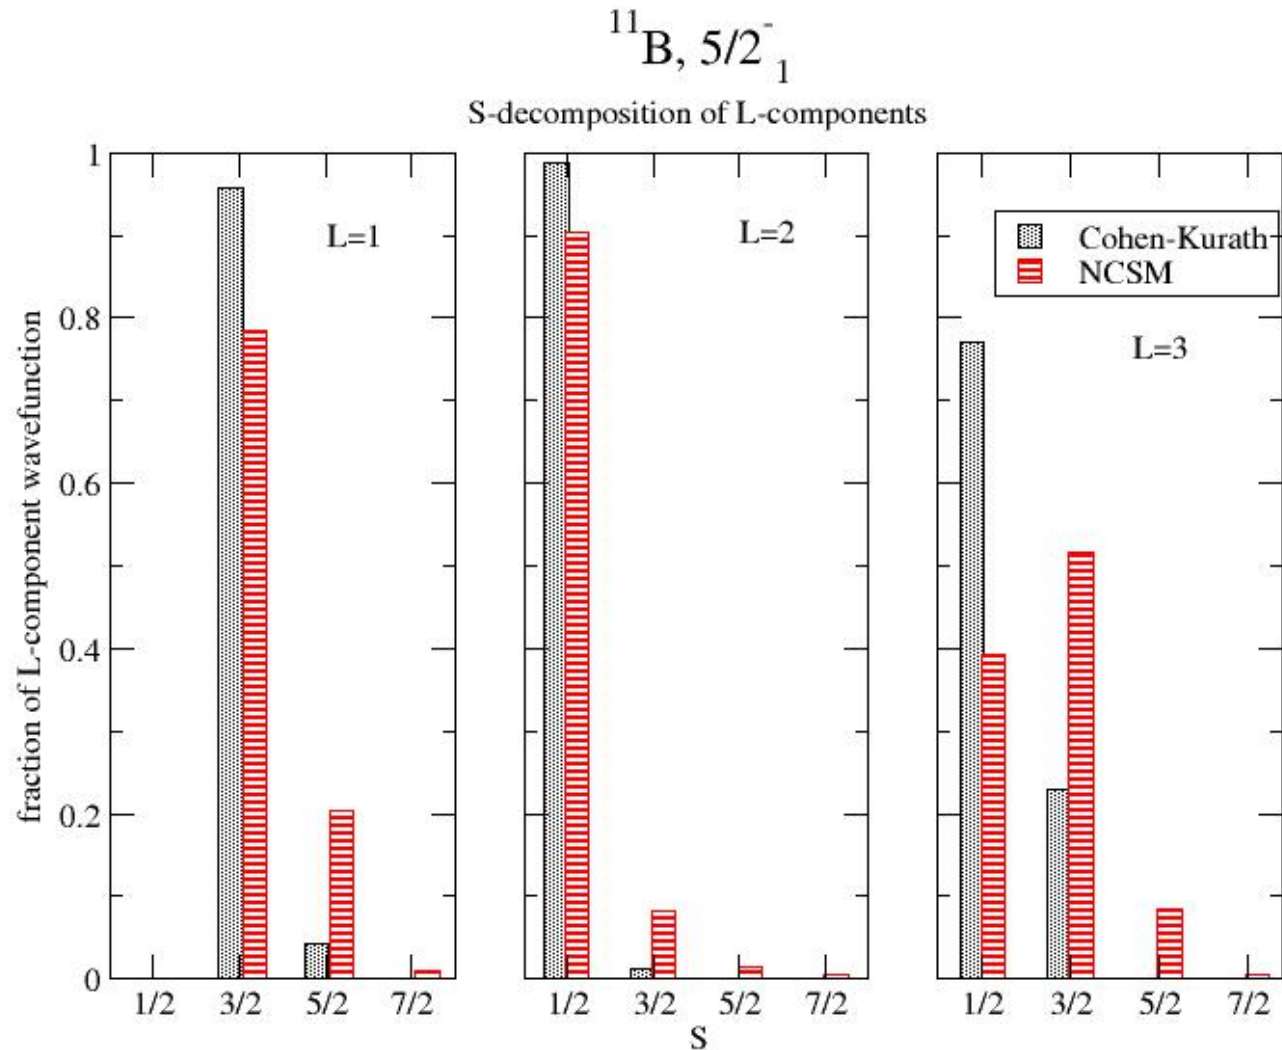 ¹¹B, 5/2⁻₁
S-decomposition of L-components
fraction of L-component wavefunction
1
0.8
0.6
0.4
0.2
0
L=1
L=2
L=3
Cohen-Kurath
NCSM
1/2 3/2 5/2 7/2
1/2 3/2 5/2 7/2
1/2 3/2 5/2 7/2
S